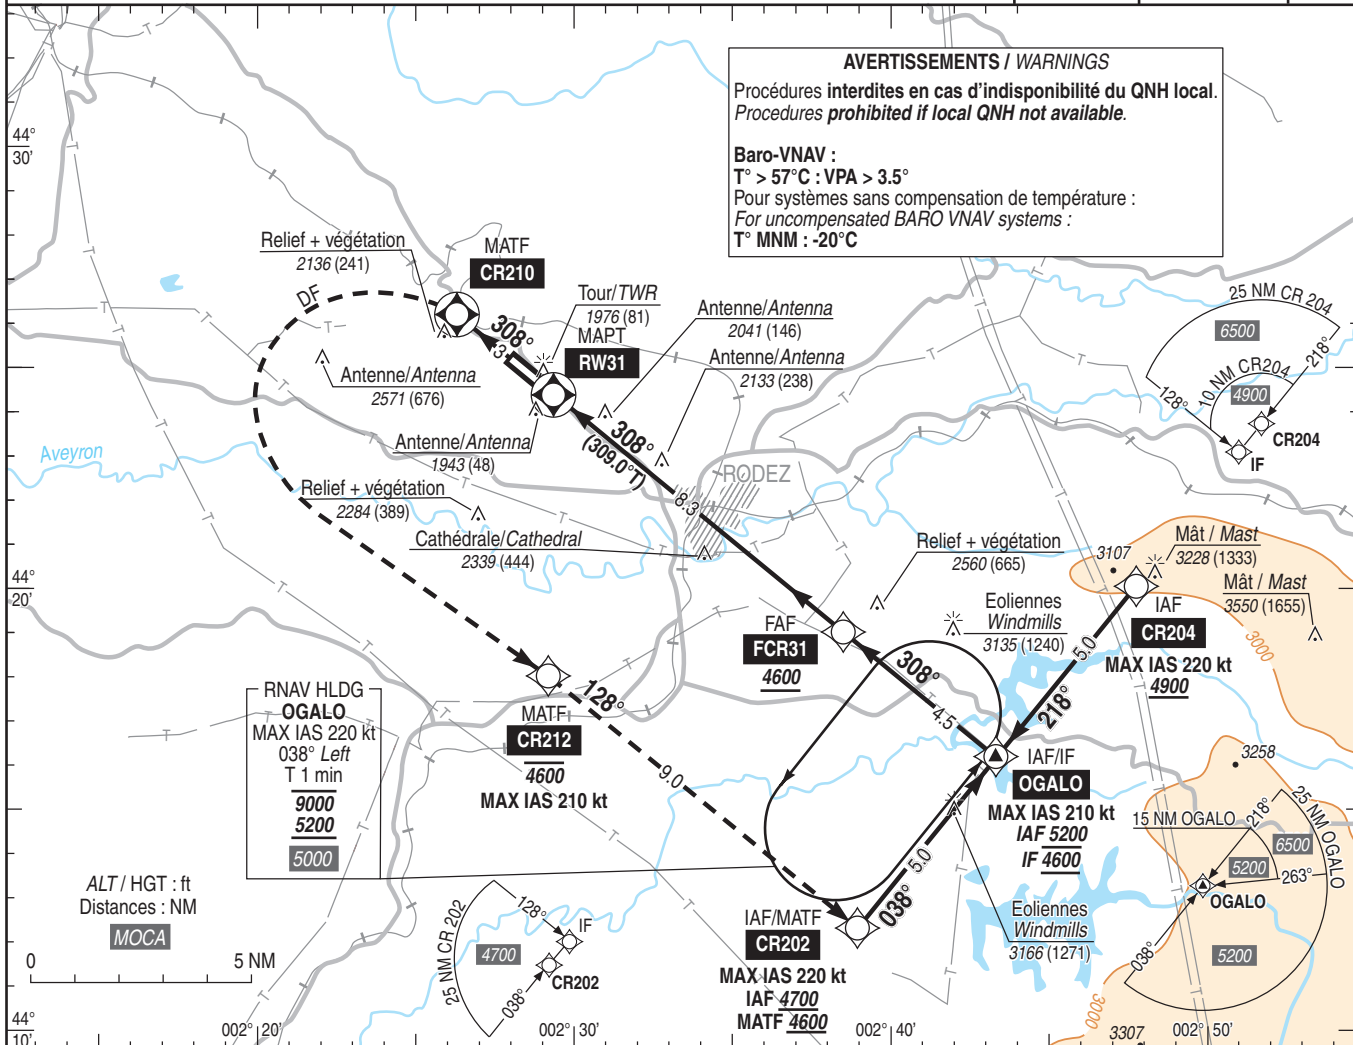 AVERTISSEMENTS / WARNINGS
Procédures interdites en cas d'indisponibilité du QNH local.
Procedures prohibited if local QNH not available.
Baro-VNAV :
T° > 57°C : VPA > 3.5°
Pour systèmes sans compensation de température :
For uncompensated BARO VNAV systems :
T° MNM : -20°C
44°
30'
Relief + végétation
2136 (241)
MATF
CR210
DF
308°
3
Tour/TWR
1976 (81)
MAPT
RW31
Antenne/Antenna
2041 (146)
Antenne/Antenna
2133 (238)
Antenne/Antenna
2571 (676)
Antenne/Antenna
1943 (48)
308°
(309.0°T)
25 NM CR 204
6500
218°
10 NM CR204
4900
128°
CR204
IF
Aveyron
RODEZ
8.3
Relief + végétation
2284 (389)
Cathédrale/Cathedral
2339 (444)
Relief + végétation
2560 (665)
3107
Mât / Mast
3228 (1333)
Mât / Mast
3550 (1655)
44°
20'
Eoliennes
Windmills
3135 (1240)
IAF
CR204
MAX IAS 220 kt
4900
3000
FAF
FCR31
4600
308°
4.5
5.0
218°
RNAV HLDG
OGALO
MAX IAS 220 kt
038° Left
T 1 min
9000
5200
5000
128°
MATF
CR212
4600
MAX IAS 210 kt
9.0
IAF/IF
OGALO
MAX IAS 210 kt
IAF 5200
IF 4600
3258
15 NM OGALO
218°
25 NM OGALO
6500
5200
263°
OGALO
038°
5200
5.0
038°
ALT / HGT : ft
Distances : NM
MOCA
0
5 NM
25 NM CR 202
128°
IF
4700
CR202
038°
IAF/MATF
CR202
MAX IAS 220 kt
IAF 4700
MATF 4600
Eoliennes
Windmills
3166 (1271)
3000
3307
44°
10'
002° 20'
002° 30'
002° 40'
002° 50'